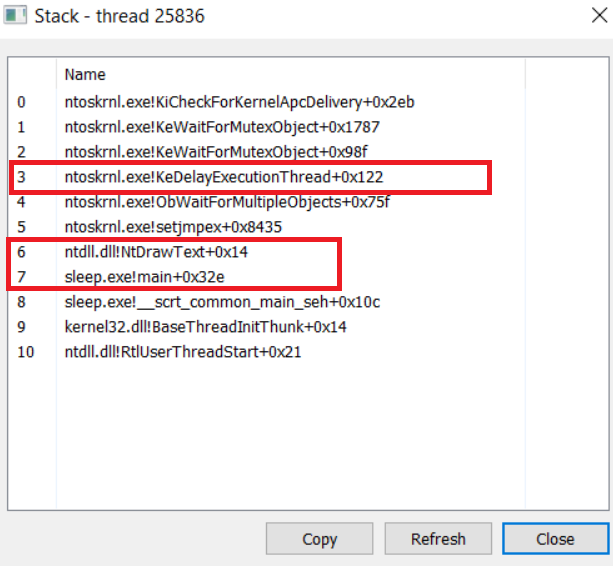 Stack - thread 25836
Name
0 ntoskrnl.exe!KiCheckForKernelApcDelivery+0x2eb
1 ntoskrnl.exe!KeWaitForMutexObject+0x1787
2 ntoskrnl.exe!KeWaitForMutexObject+0x98f
3 ntoskrnl.exe!KeDelayExecutionThread+0x122
4 ntoskrnl.exe!ObWaitForMultipleObjects+0x75f
5 ntoskrnl.exe!setjmpex+0x8435
6 ntdll.dll!NtDrawText+0x14
7 sleep.exe!main+0x32e
8 sleep.exe!__scrt_common_main_seh+0x10c
9 kernel32.dll!BaseThreadInitThunk+0x14
10 ntdll.dll!RtlUserThreadStart+0x21
Copy Refresh Close